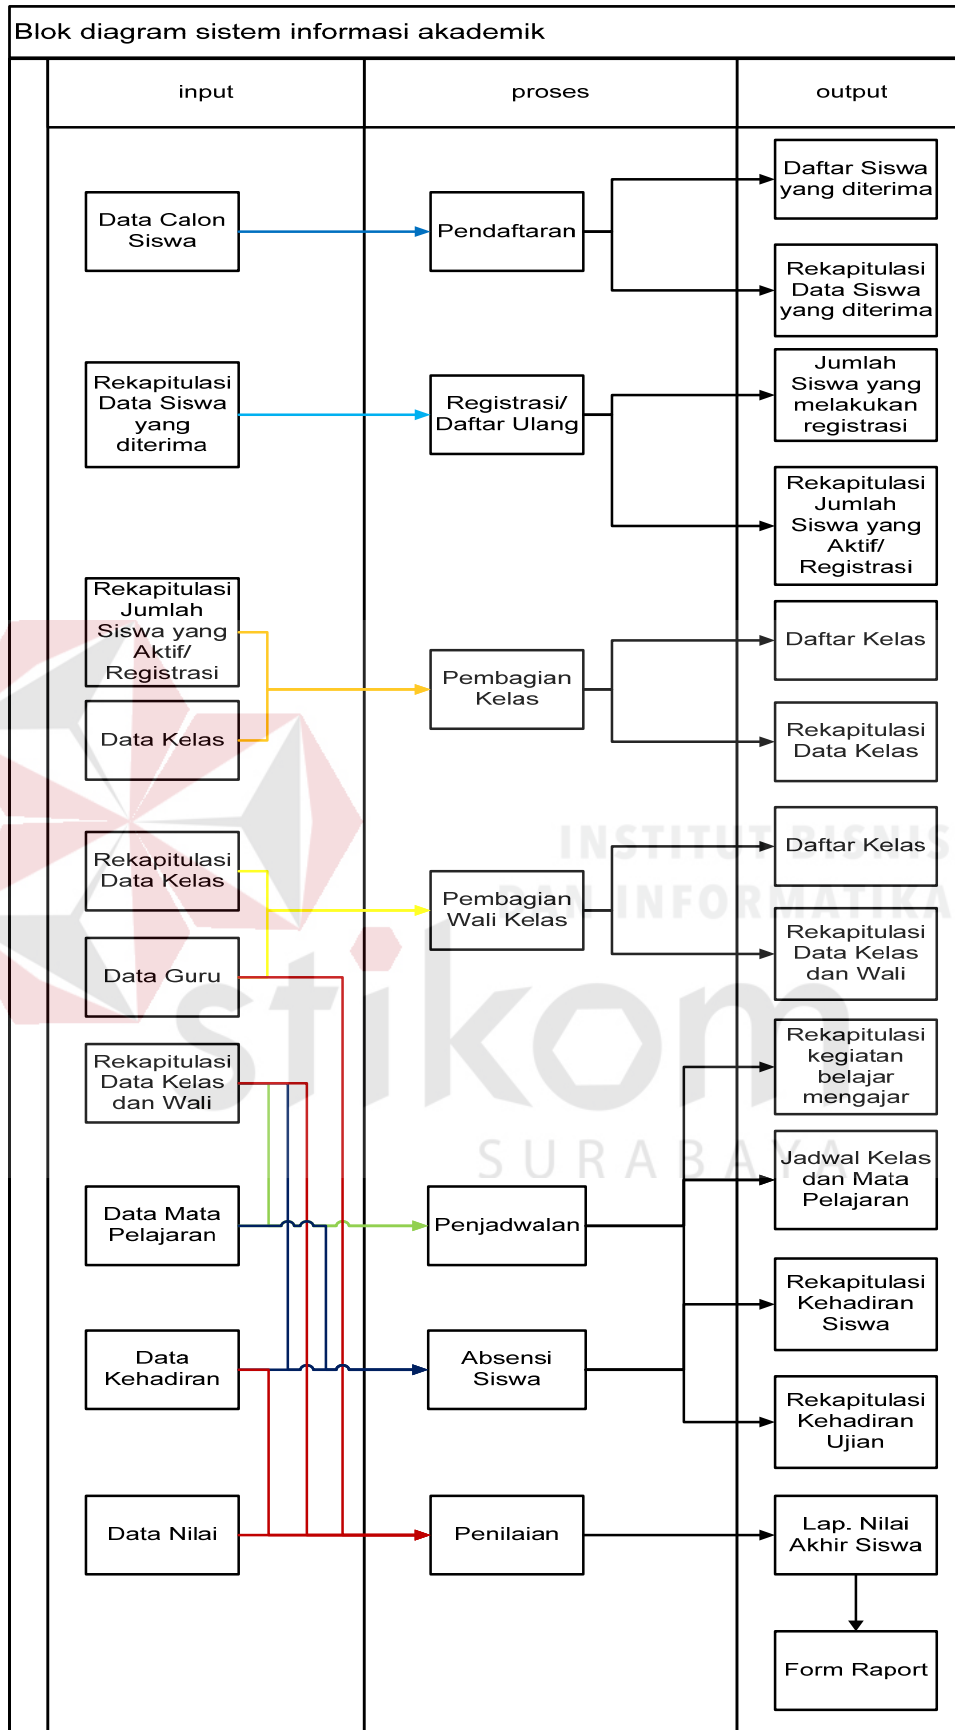 Blok diagram sistem informasi akademik
input
proses
output
Data Calon
Siswa
Pendaftaran
Daftar Siswa
yang diterima
Rekapitulasi
Data Siswa
yang diterima
Rekapitulasi
Data Siswa
yang
diterima
Registrasi/
Daftar Ulang
Jumlah
Siswa yang
melakukan
registrasi
Rekapitulasi
Jumlah
Siswa yang
Aktif/
Registrasi
Rekapitulasi
Jumlah
Siswa yang
Aktif/
Registrasi
Data Kelas
Pembagian
Kelas
Daftar Kelas
Rekapitulasi
Data Kelas
Rekapitulasi
Data Kelas
Data Guru
Pembagian
Wali Kelas
Daftar Kelas
Rekapitulasi
Data Kelas
dan Wali
Rekapitulasi
Data Kelas
dan Wali
Rekapitulasi
kegiatan
belajar
mengajar
Data Mata
Pelajaran
Penjadwalan
Jadwal Kelas
dan Mata
Pelajaran
Data
Kehadiran
Absensi
Siswa
Rekapitulasi
Kehadiran
Siswa
Rekapitulasi
Kehadiran
Ujian
Data Nilai
Penilaian
Lap. Nilai
Akhir Siswa
Form Raport
INSTITUT BISNIS
DAN INFORMATIKA
stikom
SURABAYA